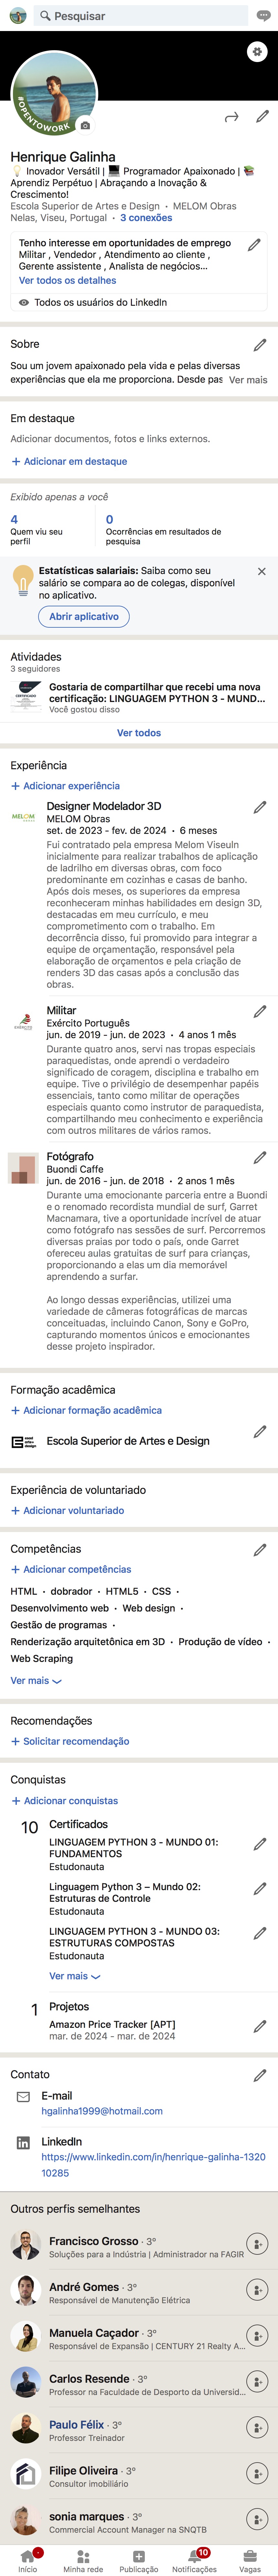 Pesquisar
#OPENTOWORK
Henrique Galinha
Inovador Versátil | Programador Apaixonado |
Aprendiz Perpétuo | Abraçando a Inovação &
Crescimento!
Escola Superior de Artes e Design · MELOM Obras
Nelas, Viseu, Portugal · 3 conexões
Tenho interesse em oportunidades de emprego
Militar , Vendedor , Atendimento ao cliente ,
Gerente assistente , Analista de negócios...
Ver todos os detalhes
Todos os usuários do LinkedIn
Sobre
Sou um jovem apaixonado pela vida e pelas diversas
experiências que ela me proporciona. Desde pas Ver mais
Em destaque
Adicionar documentos, fotos e links externos.
+ Adicionar em destaque
Exibido apenas a você
4
Quem viu seu
perfil
0
Ocorrências em resultados de
pesquisa
Estatísticas salariais: Saiba como seu
salário se compara ao de colegas, disponível
no aplicativo.
Abrir aplicativo
Atividades
3 seguidores
Gostaria de compartilhar que recebi uma nova
certificação: LINGUAGEM PYTHON 3 - MUND...
Você gostou disso
Ver todos
Experiência
+ Adicionar experiência
MELOM
Designer Modelador 3D
MELOM Obras
set. de 2023 - fev. de 2024 · 6 meses
Fui contratado pela empresa Melom Viseuln
inicialmente para realizar trabalhos de aplicação
de ladrilho em diversas obras, com foco
predominante em cozinhas e casas de banho.
Após dois meses, os superiores da empresa
reconheceram minhas habilidades em design 3D,
destacadas em meu currículo, e meu
comprometimento com o trabalho. Em
decorrência disso, fui promovido para integrar a
equipe de orçamentação, responsável pela
elaboração de orçamentos e pela criação de
renders 3D das casas após a conclusão das
obras.
Militar
Exército Português
jun. de 2019 - jun. de 2023 · 4 anos 1 mês
Durante quatro anos, servi nas tropas especiais
paraquedistas, onde aprendi o verdadeiro
significado de coragem, disciplina e trabalho em
equipe. Tive o privilégio de desempenhar papéis
essenciais, tanto como militar de operações
especiais quanto como instrutor de paraquedista,
compartilhando meu conhecimento e experiência
com outros militares de vários ramos.
Fotógrafo
Buondi Caffe
jun. de 2016 - jun. de 2018 · 2 anos 1 mês
Durante uma emocionante parceria entre a Buondi
e o renomado recordista mundial de surf, Garret
Macnamara, tive a oportunidade incrível de atuar
como fotógrafo nas sessões de surf. Percorremos
diversas praias por todo o país, onde Garret
ofereceu aulas gratuitas de surf para crianças,
proporcionando a elas um dia memorável
aprendendo a surfar.
Ao longo dessas experiências, utilizei uma
variedade de câmeras fotográficas de marcas
conceituadas, incluindo Canon, Sony e GoPro,
capturando momentos únicos e emocionantes
desse projeto inspirador.
Formação acadêmica
+ Adicionar formação acadêmica
Escola Superior de Artes e Design
Experiência de voluntariado
+ Adicionar voluntariado
Competências
+ Adicionar competências
HTML · dobrador · HTML5 · CSS ·
Desenvolvimento web · Web design ·
Gestão de programas ·
Renderização arquitetônica em 3D · Produção de vídeo ·
Web Scraping
Ver mais
Recomendações
+ Solicitar recomendação
Conquistas
+ Adicionar conquistas
10 Certificados
LINGUAGEM PYTHON 3 - MUNDO 01:
FUNDAMENTOS
Estudonauta
Linguagem Python 3 – Mundo 02:
Estruturas de Controle
Estudonauta
LINGUAGEM PYTHON 3 - MUNDO 03:
ESTRUTURAS COMPOSTAS
Estudonauta
Ver mais
1 Projetos
Amazon Price Tracker [APT]
mar. de 2024 - mar. de 2024
Contato
E-mail
hgalinha1999@hotmail.com
LinkedIn
https://www.linkedin.com/in/henrique-galinha-1320
10285
Outros perfis semelhantes
Francisco Grosso · 3º
Soluções para a Indústria | Administrador na FAGIR
André Gomes · 3º
Responsável de Manutenção Elétrica
Manuela Caçador · 3º
Responsável de Expansão | CENTURY 21 Realty A...
Carlos Resende · 3º
Professor na Faculdade de Desporto da Universid...
Paulo Félix · 3º
Professor Treinador
Filipe Oliveira · 3º
Consultor imobiliário
sonia marques · 3º
Commercial Account Manager na SNQTB
10
Início
Minha rede
Publicação
Notificações
Vagas